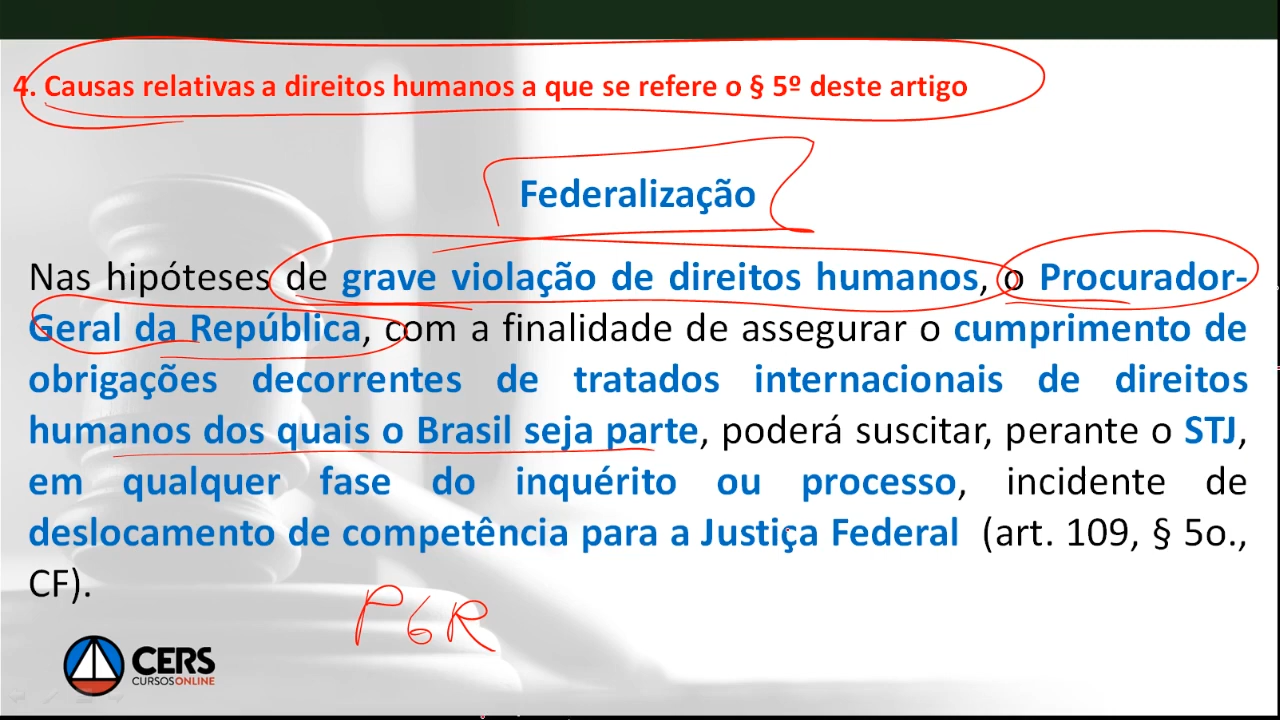 4. Causas relativas a direitos humanos a que se refere o § 5º deste artigo
Federalização
Nas hipóteses de grave violação de direitos humanos, o Procurador-
Geral da República, com a finalidade de assegurar o cumprimento de
obrigações decorrentes de tratados internacionais de direitos
humanos dos quais o Brasil seja parte, poderá suscitar, perante o STJ,
em qualquer fase do inquérito ou processo, incidente de
deslocamento de competência para a Justiça Federal (art. 109, § 5o.,
CF).
PGR
CERS
CURSOS ONLINE